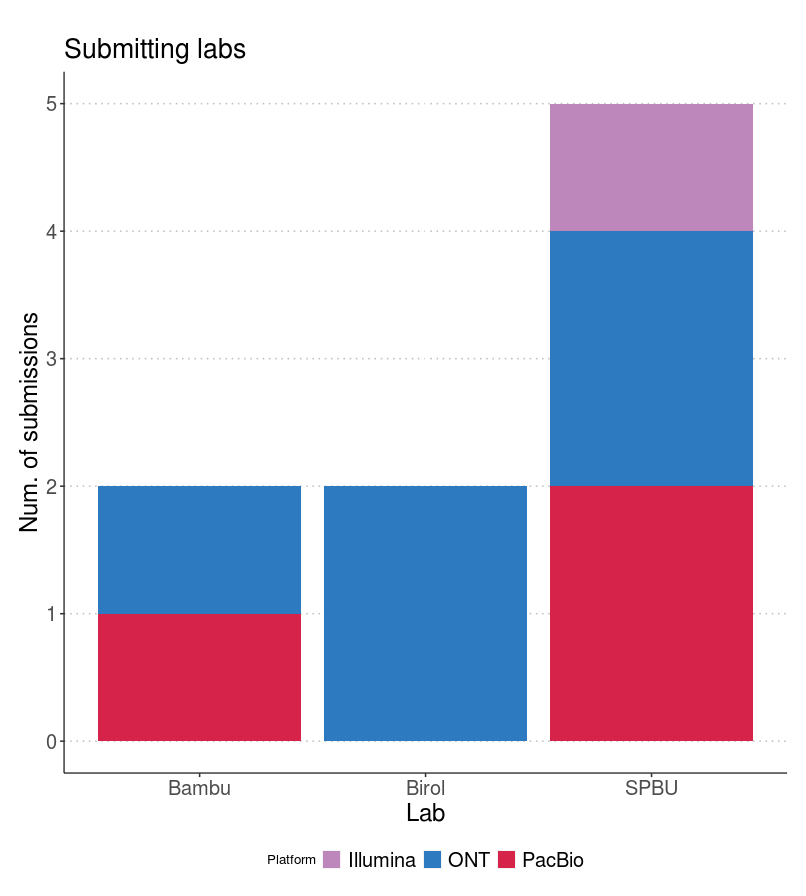 Submitting labs
Num. of submissions
5
4
3
2
1
0
Bambu Birol SPBU
Lab
Platform Illumina ONT PacBio